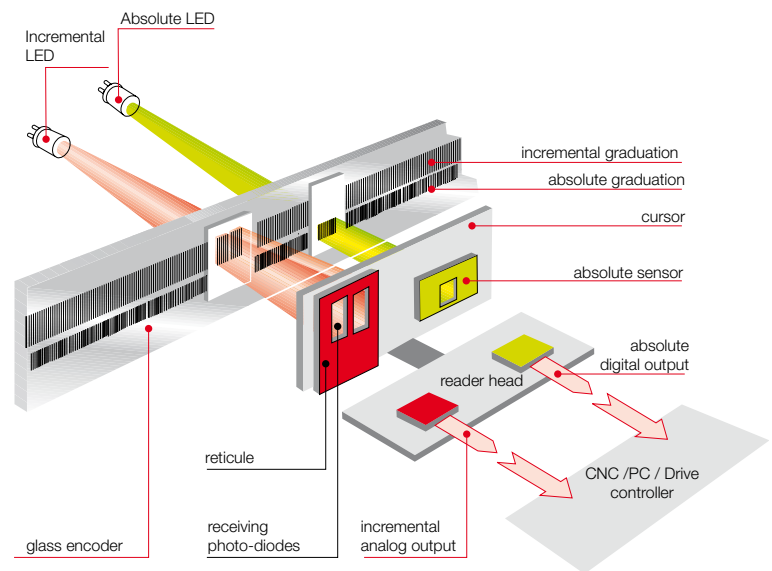 Absolute LED
Incremental
LED
incremental graduation
absolute graduation
cursor
absolute sensor
absolute
digital output
reader head
reticule
CNC /PC / Drive
controller
receiving
photo-diodes
incremental
analog output
glass encoder